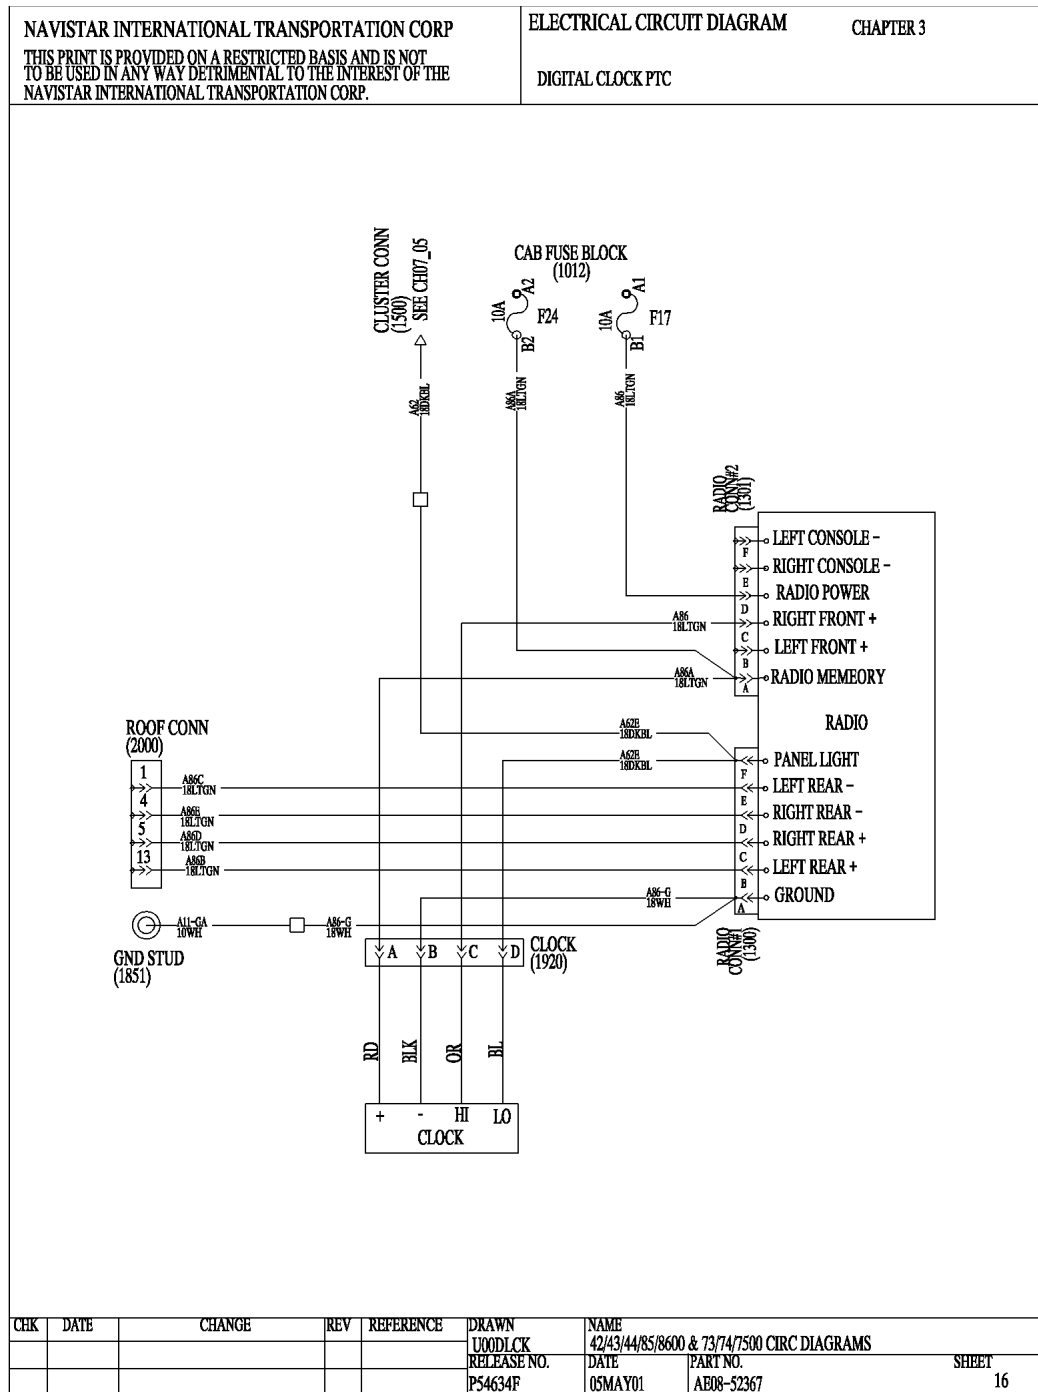 NAVISTAR INTERNATIONAL TRANSPORTATION CORP
THIS PRINT IS PROVIDED ON A RESTRICTED BASIS AND IS NOT
TO BE USED IN ANY WAY DETRIMENTAL TO THE INTEREST OF THE
NAVISTAR INTERNATIONAL TRANSPORTATION CORP.
ELECTRICAL CIRCUIT DIAGRAM
CHAPTER 3
DIGITAL CLOCK PTC
CLUSTER CONN
(1500)
SEE CH07_05
CAB FUSE BLOCK
(1012)
A2
10A
F24
B2
A1
10A
F17
B1
A62
18DKBL
A86A
18LTGN
A86
18LTGN
RADIO
CONN#2
(1301)
LEFT CONSOLE -
F
RIGHT CONSOLE -
E
RADIO POWER
D
A86
18LTGN
RIGHT FRONT +
C
LEFT FRONT +
B
A86A
18LTGN
RADIO MEMEORY
A
RADIO
A62E
18DKBL
A62E
18DKBL
PANEL LIGHT
F
LEFT REAR -
E
RIGHT REAR -
D
RIGHT REAR +
C
LEFT REAR +
B
A86-G
18WH
GROUND
A
RADIO
CONN#1
(1300)
ROOF CONN
(2000)
1
A86C
18LTGN
4
A86E
18LTGN
5
A86D
18LTGN
13
A86B
18LTGN
A11-GA
10WH
A86-G
18WH
GND STUD
(1851)
A B C D
CLOCK
(1920)
RD
BLK
OR
BL
+ - HI LO
CLOCK
CHK DATE CHANGE REV REFERENCE
DRAWN
U00DLCK
NAME
42/43/44/85/8600 & 73/74/7500 CIRC DIAGRAMS
RELEASE NO.
P54634F
DATE
05MAY01
PART NO.
AE08-52367
SHEET
16